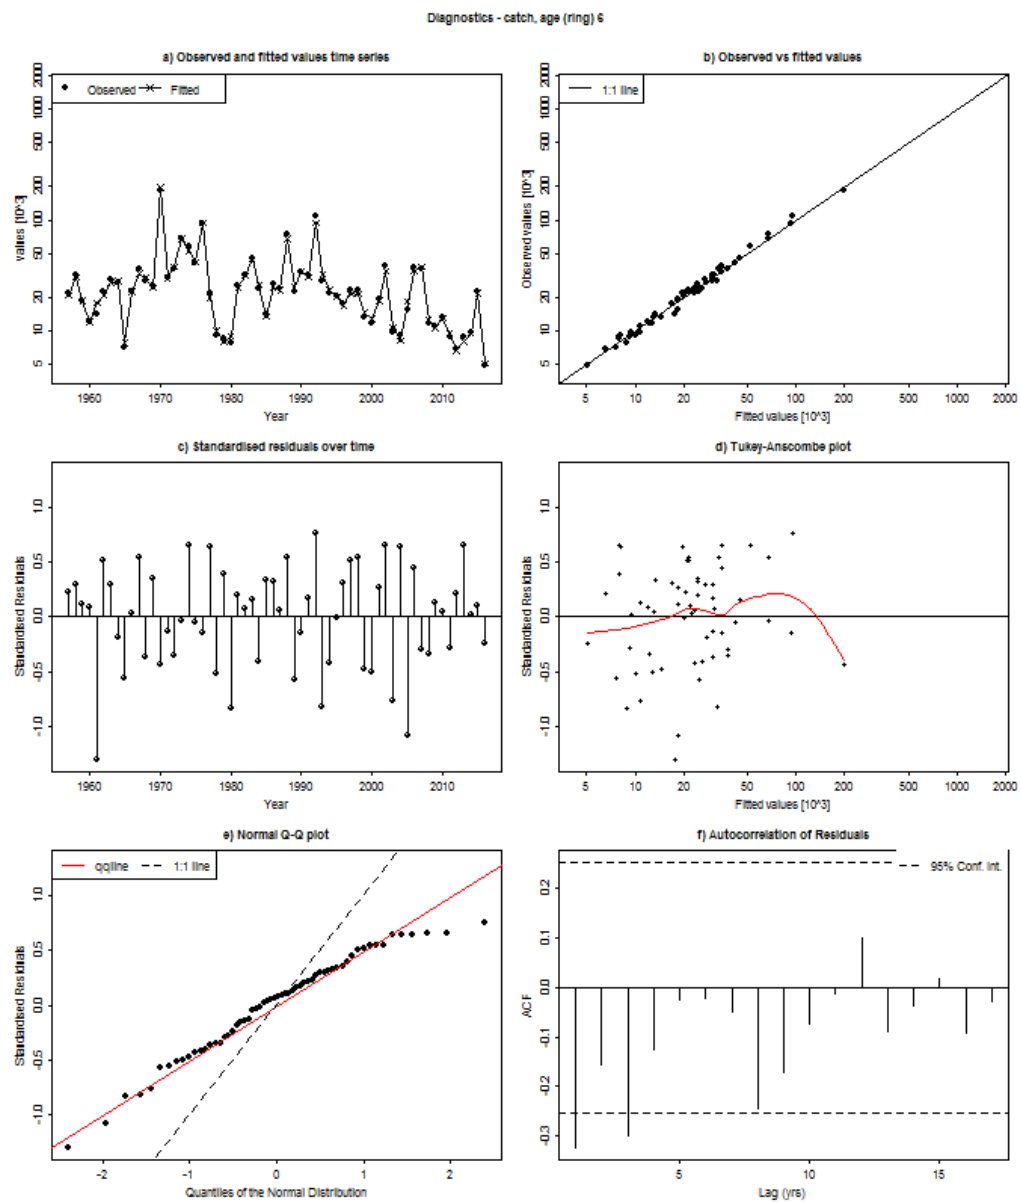 Diagnostics - catch, age (ring) 6
a) Observed and fitted values time series
Observed Fitted
values [10^3]
5 10 20 50 100 200 500 1000 2000
1960 1970 1980 1990 2000 2010
Year
b) Observed vs fitted values
1:1 line
Observed values [10^3]
5 10 20 50 100 200 500 1000 2000
5 10 20 50 100 200 500 1000 2000
Fitted values [10^3]
c) Standardised residuals over time
Standardised Residuals
-1.0 -0.5 0.0 0.5 1.0
1960 1970 1980 1990 2000 2010
Year
d) Tukey-Anscombe plot
Standardised Residuals
-1.0 -0.5 0.0 0.5 1.0
5 10 20 50 100 200 500 1000 2000
Fitted values [10^3]
e) Normal Q-Q plot
qqline 1:1 line
Standardised Residuals
-1.0 -0.5 0.0 0.5 1.0
-2 -1 0 1 2
Quantiles of the Normal Distribution
f) Autocorrelation of Residuals
95% Conf. Int.
ACF
-0.3 -0.2 -0.1 0.0 0.1 0.2
5 10 15
Lag (yrs)